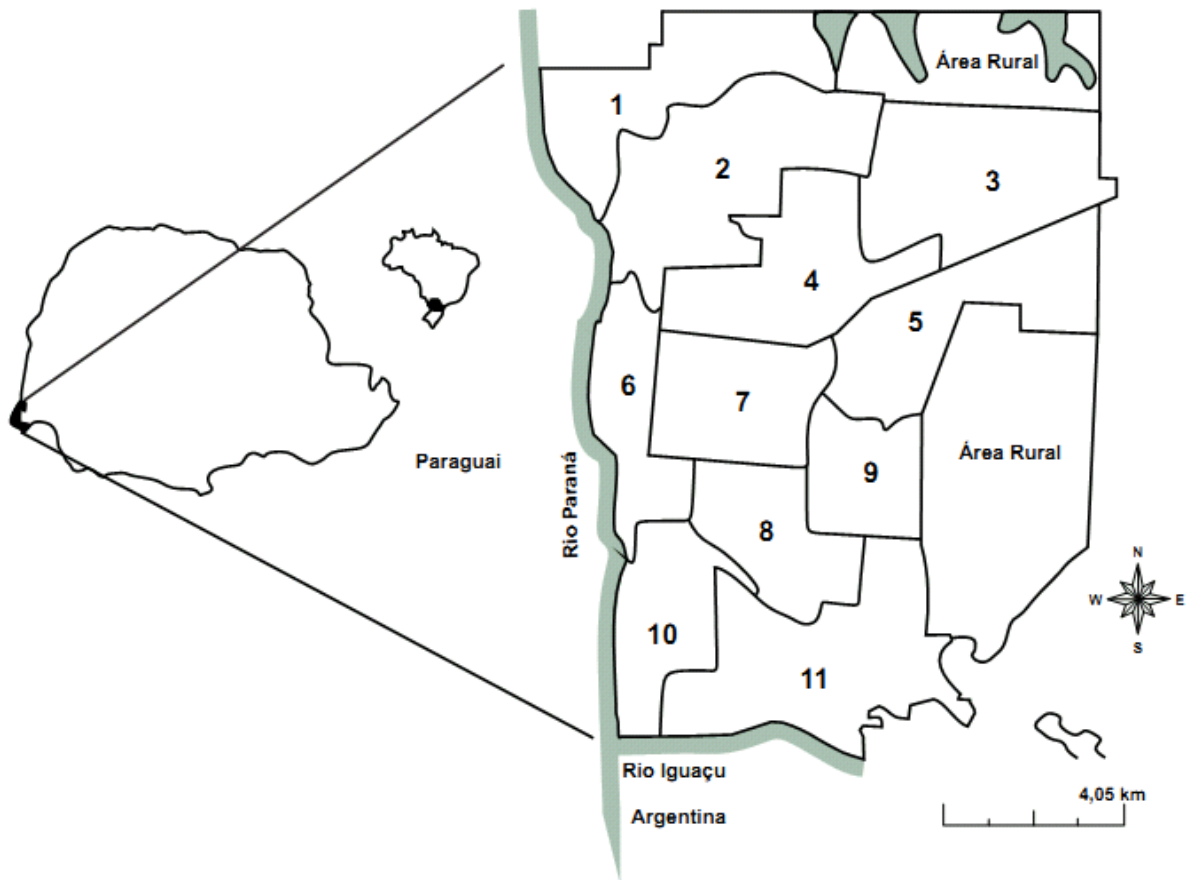 Área Rural
1
2
3
4
5
6
7
Paraguai
Rio Paraná
9
Área Rural
8
N
W
E
S
10
11
Rio Iguaçu
4,05 km
Argentina